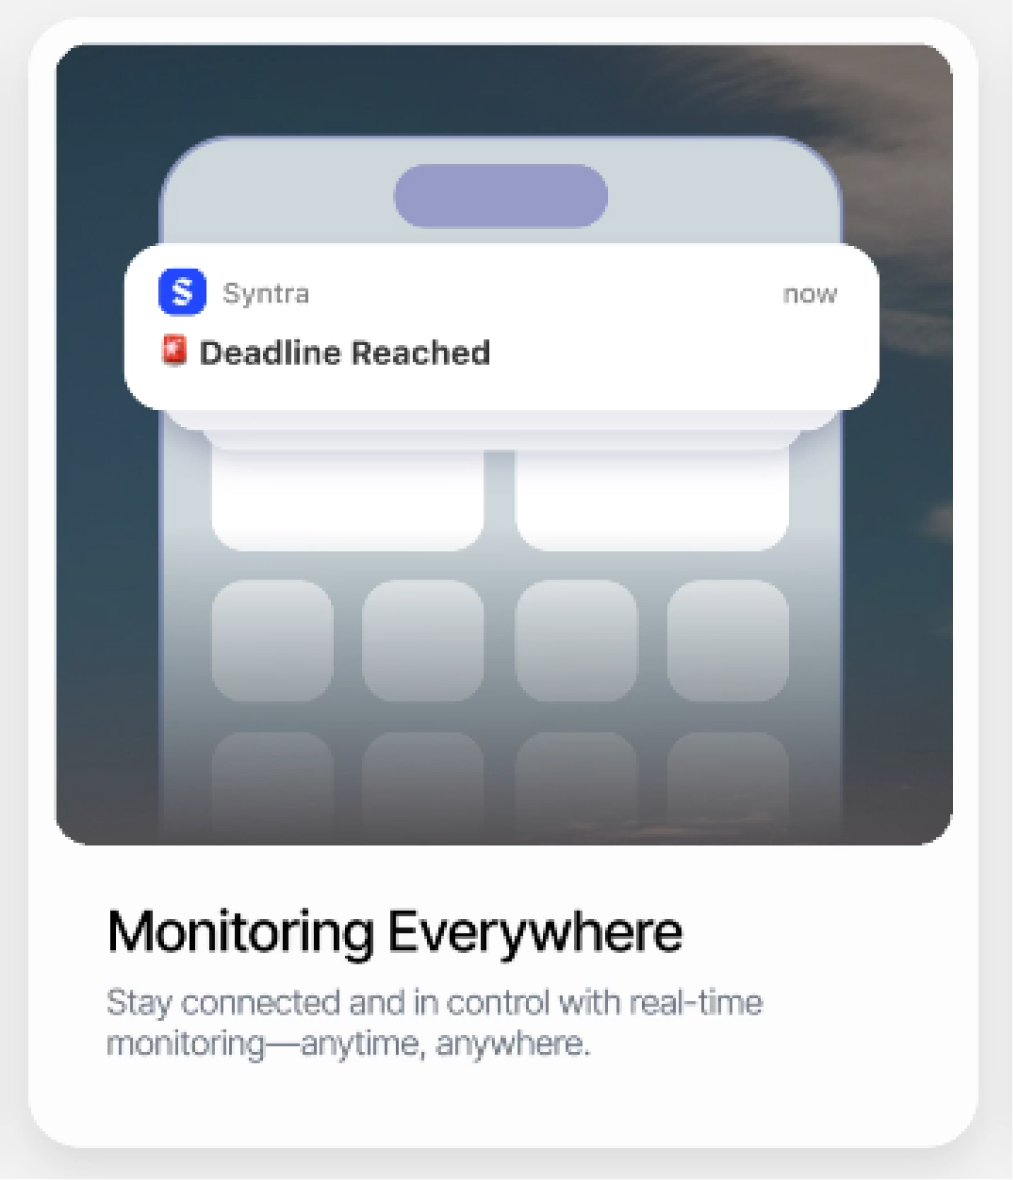 S Syntra now
🚨 Deadline Reached
Monitoring Everywhere
Stay connected and in control with real-time
monitoring—anytime, anywhere.